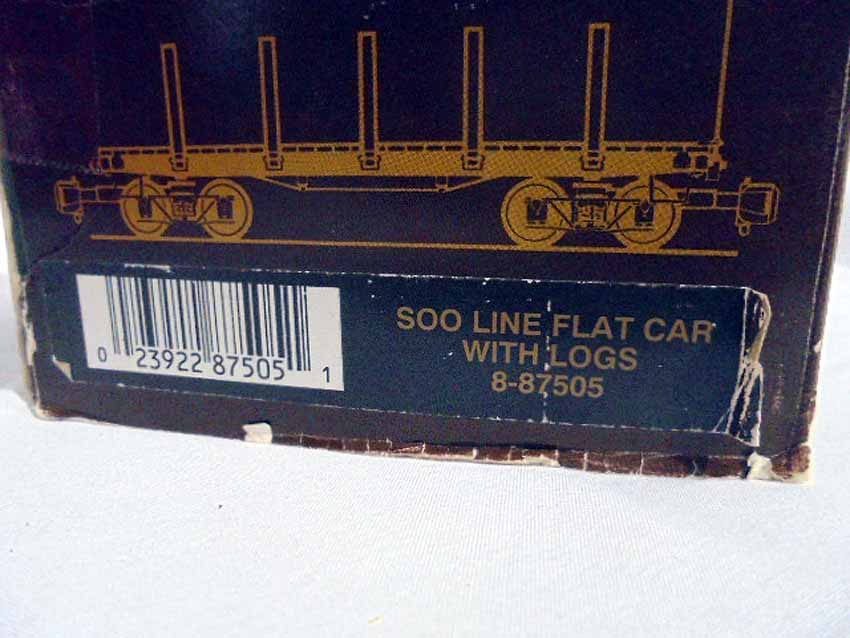 0 23922 87505 1
SOO LINE FLAT CAR
WITH LOGS
8-87505